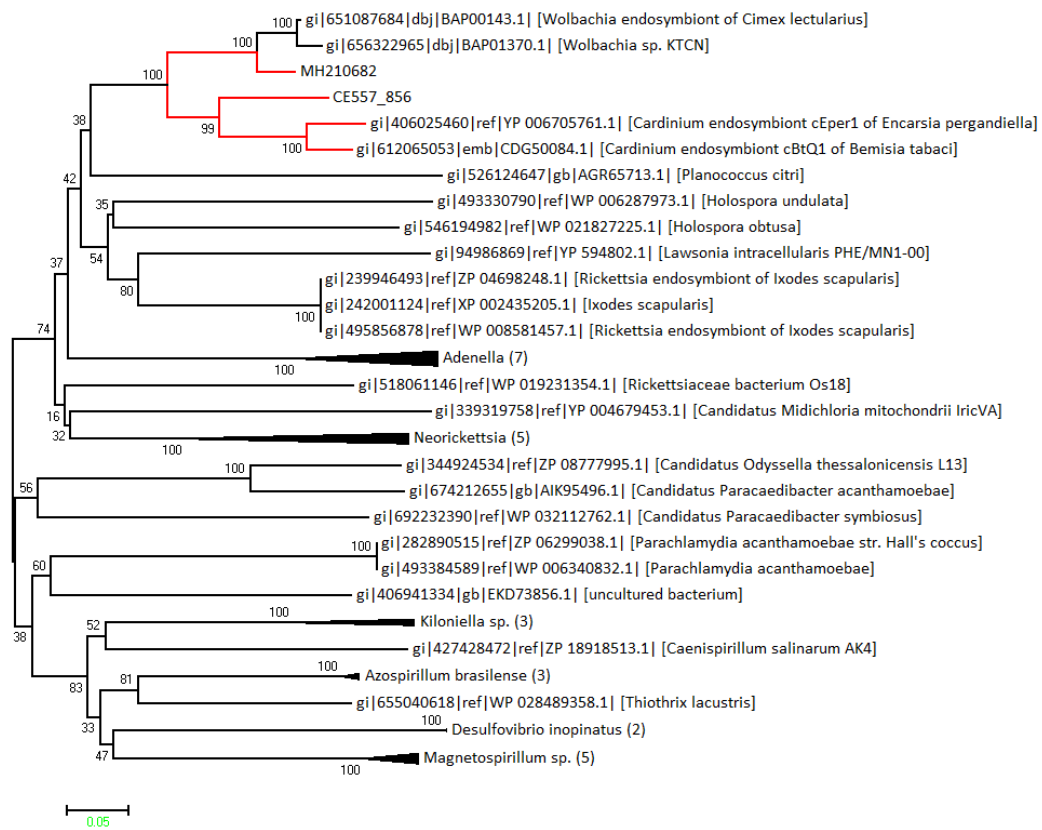 100
gi|651087684|dbj|BAP00143.1| [Wolbachia endosymbiont of Cimex lectularius]
100
gi|656322965|dbj|BAP01370.1| [Wolbachia sp. KTCN]
100
MH210682
CE557_856
99
gi|406025460|ref|YP 006705761.1| [Cardinium endosymbiont cEper1 of Encarsia pergandiella]
38
100
gi|612065053|emb|CDG50084.1| [Cardinium endosymbiont cBtQ1 of Bemisia tabaci]
42
gi|526124647|gb|AGR65713.1| [Planococcus citri]
35
gi|493330790|ref|WP 006287973.1| [Holospora undulata]
gi|546194982|ref|WP 021827225.1| [Holospora obtusa]
37
54
gi|94986869|ref|YP 594802.1| [Lawsonia intracellularis PHE/MN1-00]
80
gi|239946493|ref|ZP 04698248.1| [Rickettsia endosymbiont of Ixodes scapularis]
gi|242001124|ref|XP 002435205.1| [Ixodes scapularis]
100
74
gi|495856878|ref|WP 008581457.1| [Rickettsia endosymbiont of Ixodes scapularis]
100
Adenella (7)
gi|518061146|ref|WP 019231354.1| [Rickettsiaceae bacterium Os18]
16
gi|339319758|ref|YP 004679453.1| [Candidatus Midichloria mitochondrii IricVA]
32
100
Neorickettsia (5)
100
gi|344924534|ref|ZP 08777995.1| [Candidatus Odyssella thessalonicensis L13]
56
gi|674212655|gb|AIK95496.1| [Candidatus Paracaedibacter acanthamoebae]
gi|692232390|ref|WP 032112762.1| [Candidatus Paracaedibacter symbiosus]
100
gi|282890515|ref|ZP 06299038.1| [Parachlamydia acanthamoebae str. Hall's coccus]
60
gi|493384589|ref|WP 006340832.1| [Parachlamydia acanthamoebae]
gi|406941334|gb|EKD73856.1| [uncultured bacterium]
38
52
100
Kiloniella sp. (3)
gi|427428472|ref|ZP 18918513.1| [Caenispirillum salinarum AK4]
83
81
100
Azospirillum brasilense (3)
gi|655040618|ref|WP 028489358.1| [Thiothrix lacustris]
33
100
Desulfovibrio inopinatus (2)
47
100
Magnetospirillum sp. (5)
0.05